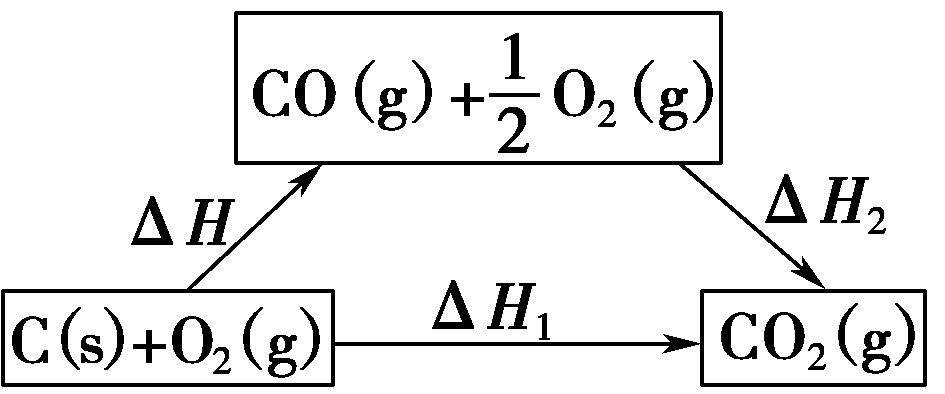 CO (g) + 1/2 O₂ (g)
ΔH
ΔH₂
ΔH₁
C(s)+O₂(g)
CO₂(g)